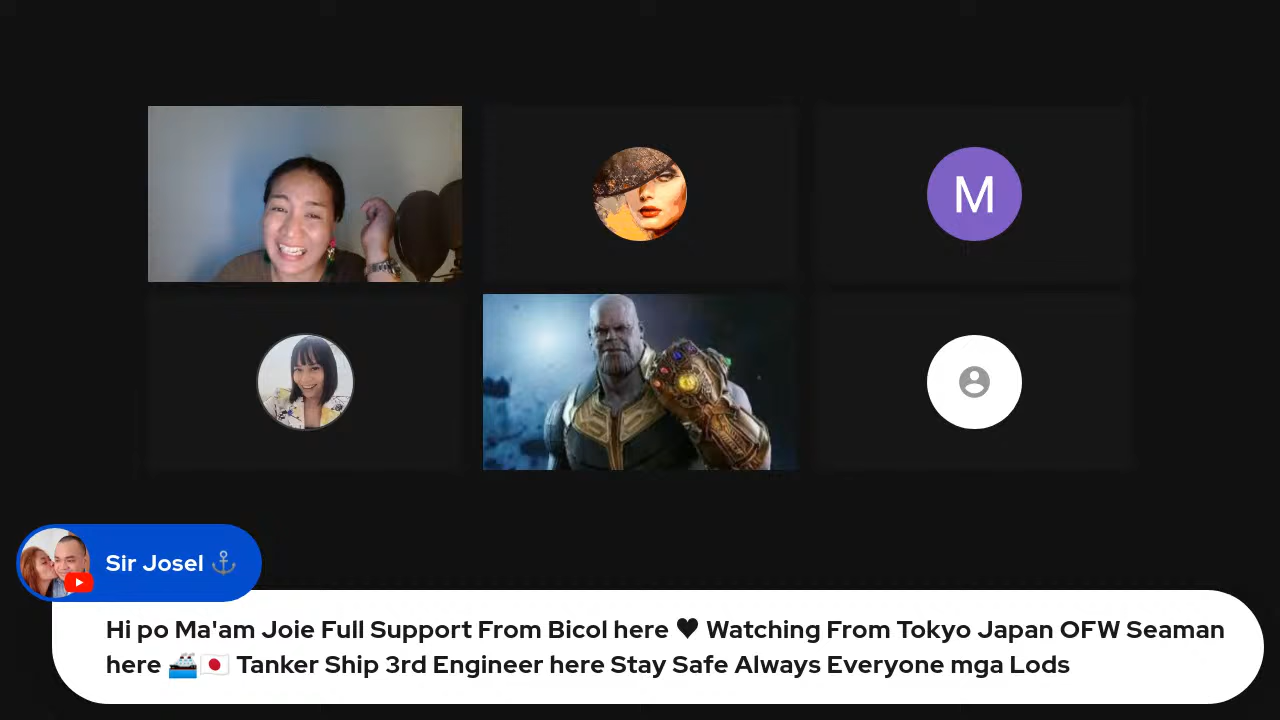 M
Sir Josel ⚓
Hi po Ma'am Joie Full Support From Bicol here ♥ Watching From Tokyo Japan OFW Seaman
here 🚢🇯🇵 Tanker Ship 3rd Engineer here Stay Safe Always Everyone mga Lods